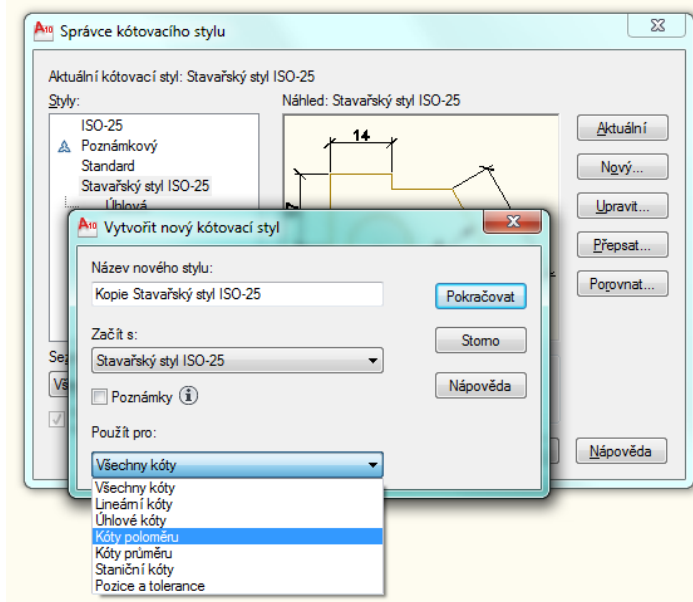 Správce kótovacího stylu
Aktuální kótovací styl: Stavařský styl ISO-25
Styly:
Náhled: Stavařský styl ISO-25
ISO-25
Poznámkový
Standard
Stavařský styl ISO-25
Úhlová
14
Aktuální
Nový...
Upravit...
Přepsat...
Porovnat...
Nápověda
Vytvořit nový kótovací styl
Název nového stylu:
Kopie Stavařský styl ISO-25
Pokračovat
Začít s:
Storno
Stavařský styl ISO-25
Nápověda
Poznámky
Použít pro:
Všechny kóty
Všechny kóty
Lineární kóty
Úhlové kóty
Kóty poloměru
Kóty průměru
Staniční kóty
Pozice a tolerance